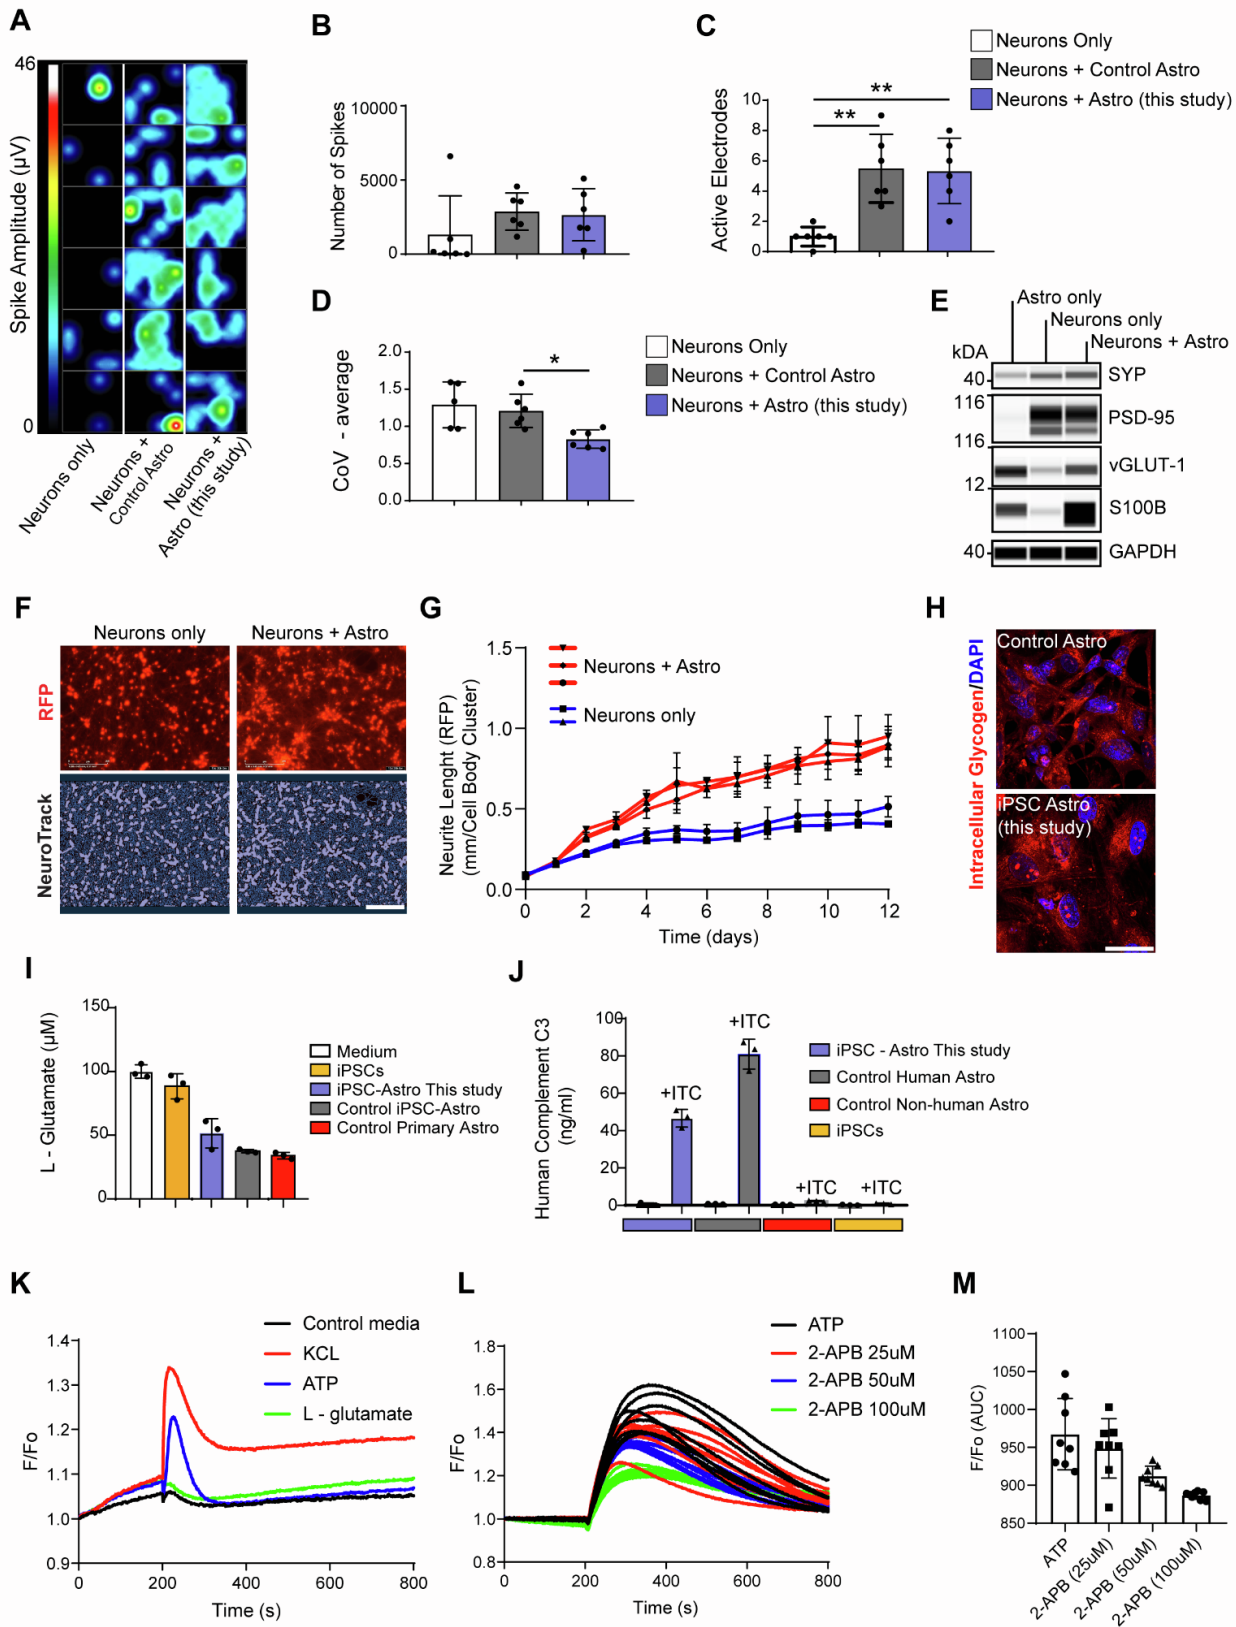 A
46
Spike Amplitude (µV)
0
Neurons only
Neurons +
Control Astro
Neurons +
Astro (this study)
B
Number of Spikes
10000
5000
0
C
Neurons Only
Neurons + Control Astro
Neurons + Astro (this study)
Active Electrodes
10
8
6
4
2
0
**
**
D
CoV - average
2.0
1.5
1.0
0.5
0.0
*
Neurons Only
Neurons + Control Astro
Neurons + Astro (this study)
E
Astro only
Neurons only
Neurons + Astro
kDA
40
SYP
116
PSD-95
116
vGLUT-1
12
S100B
40
GAPDH
F
Neurons only
Neurons + Astro
RFP
NeuroTrack
G
Neurite Lenght (RFP)
(mm/Cell Body Cluster)
1.5
1.0
0.5
0.0
Neurons + Astro
Neurons only
0
2
4
6
8
10
12
Time (days)
H
Intracellular Glycogen/DAPI
Control Astro
iPSC Astro
(this study)
I
L - Glutamate (µM)
150
100
50
0
Medium
iPSCs
iPSC-Astro This study
Control iPSC-Astro
Control Primary Astro
J
Human Complement C3
(ng/ml)
100
80
60
40
20
0
+ITC
+ITC
+ITC
+ITC
iPSC - Astro This study
Control Human Astro
Control Non-human Astro
iPSCs
K
F/Fo
1.4
1.3
1.2
1.1
1.0
0.9
Control media
KCL
ATP
L - glutamate
0
200
400
600
800
Time (s)
L
F/Fo
1.8
1.6
1.4
1.2
1.0
0.8
ATP
2-APB 25uM
2-APB 50uM
2-APB 100uM
0
200
400
600
800
Time (s)
M
F/Fo (AUC)
1100
1050
1000
950
900
850
ATP
2-APB (25uM)
2-APB (50uM)
2-APB (100uM)